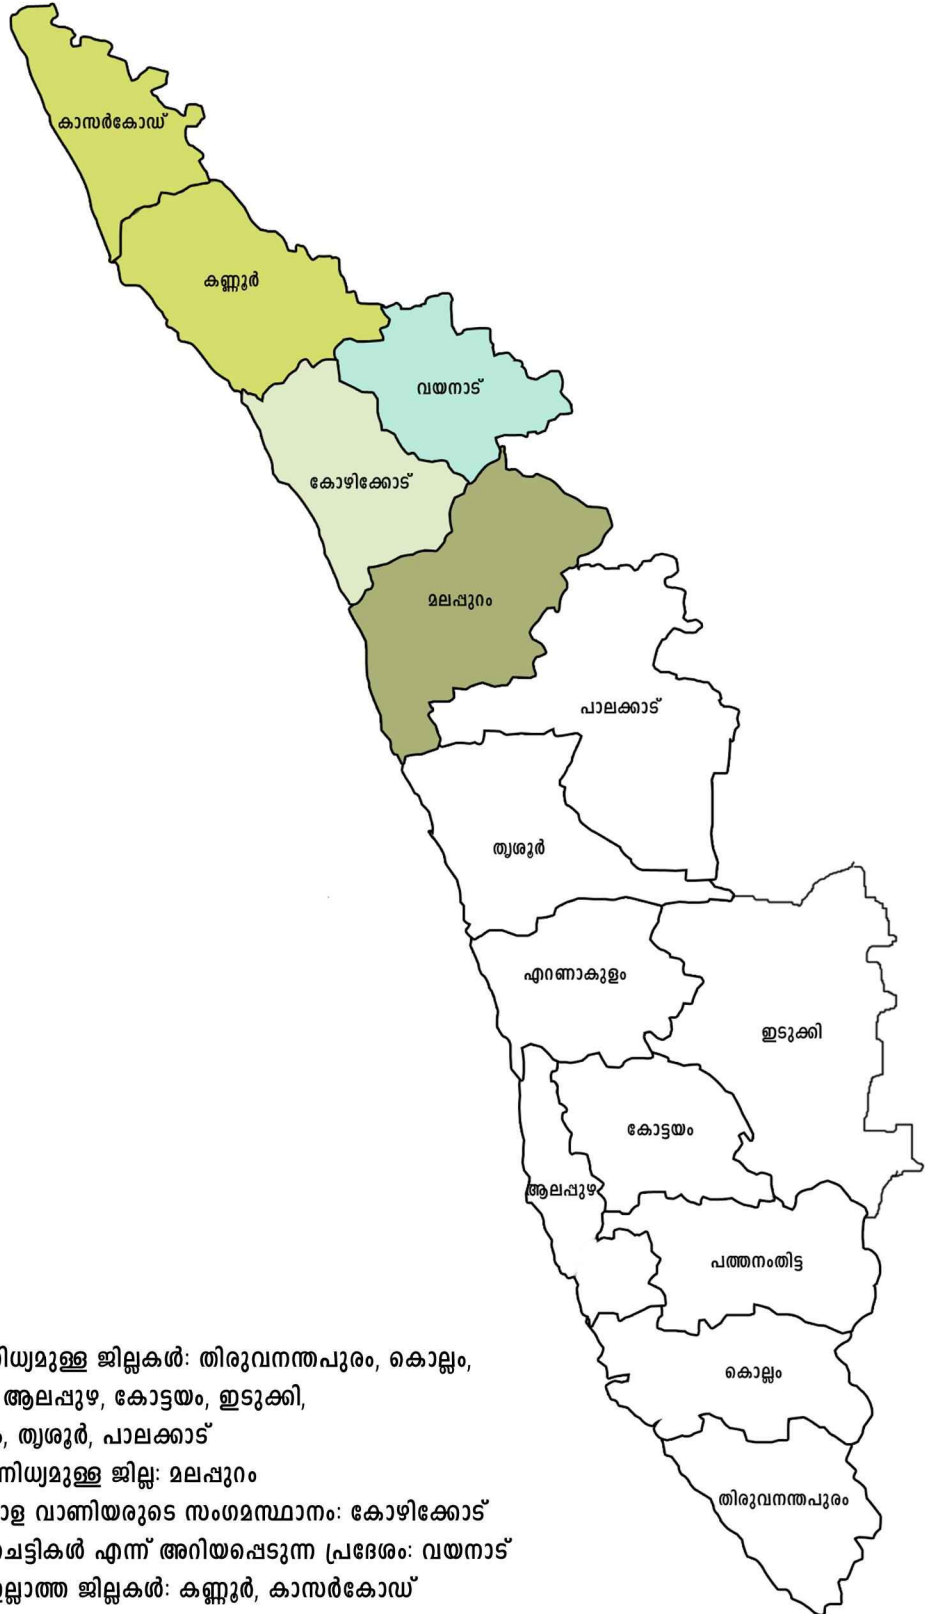 കാസർകോഡ്
കണ്ണൂർ
വയനാട്
കോഴിക്കോട്
മലപ്പുറം
പാലക്കാട്
തൃശൂർ
എറണാകുളം
ഇടുക്കി
കോട്ടയം
ആലപ്പുഴ
പത്തനംതിട്ട
കൊല്ലം
തിരുവനന്തപുരം
ജില്ലകൾ: തിരുവനന്തപുരം, കൊല്ലം,
ആലപ്പുഴ, കോട്ടയം, ഇടുക്കി,
തൃശൂർ, പാലക്കാട്
ജില്ല: മലപ്പുറം
വാണിയരുടെ സംഗമസ്ഥാനം: കോഴിക്കോട്
എന്ന് അറിയപ്പെടുന്ന പ്രദേശം: വയനാട്
ജില്ലകൾ: കണ്ണൂർ, കാസർകോഡ്